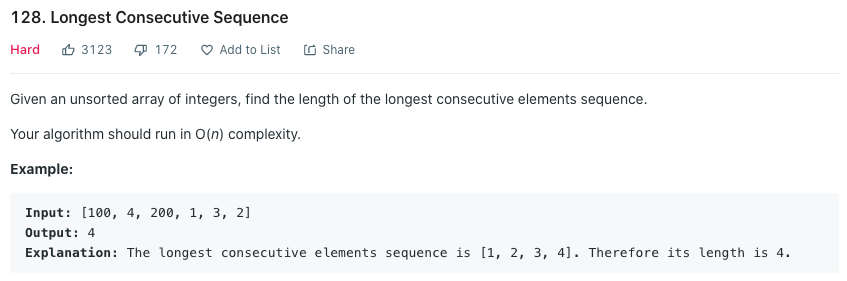 128. Longest Consecutive Sequence
Hard 3123 172 Add to List Share
Given an unsorted array of integers, find the length of the longest consecutive elements sequence.
Your algorithm should run in O(n) complexity.
Example:
Input: [100, 4, 200, 1, 3, 2]
Output: 4
Explanation: The longest consecutive elements sequence is [1, 2, 3, 4]. Therefore its length is 4.